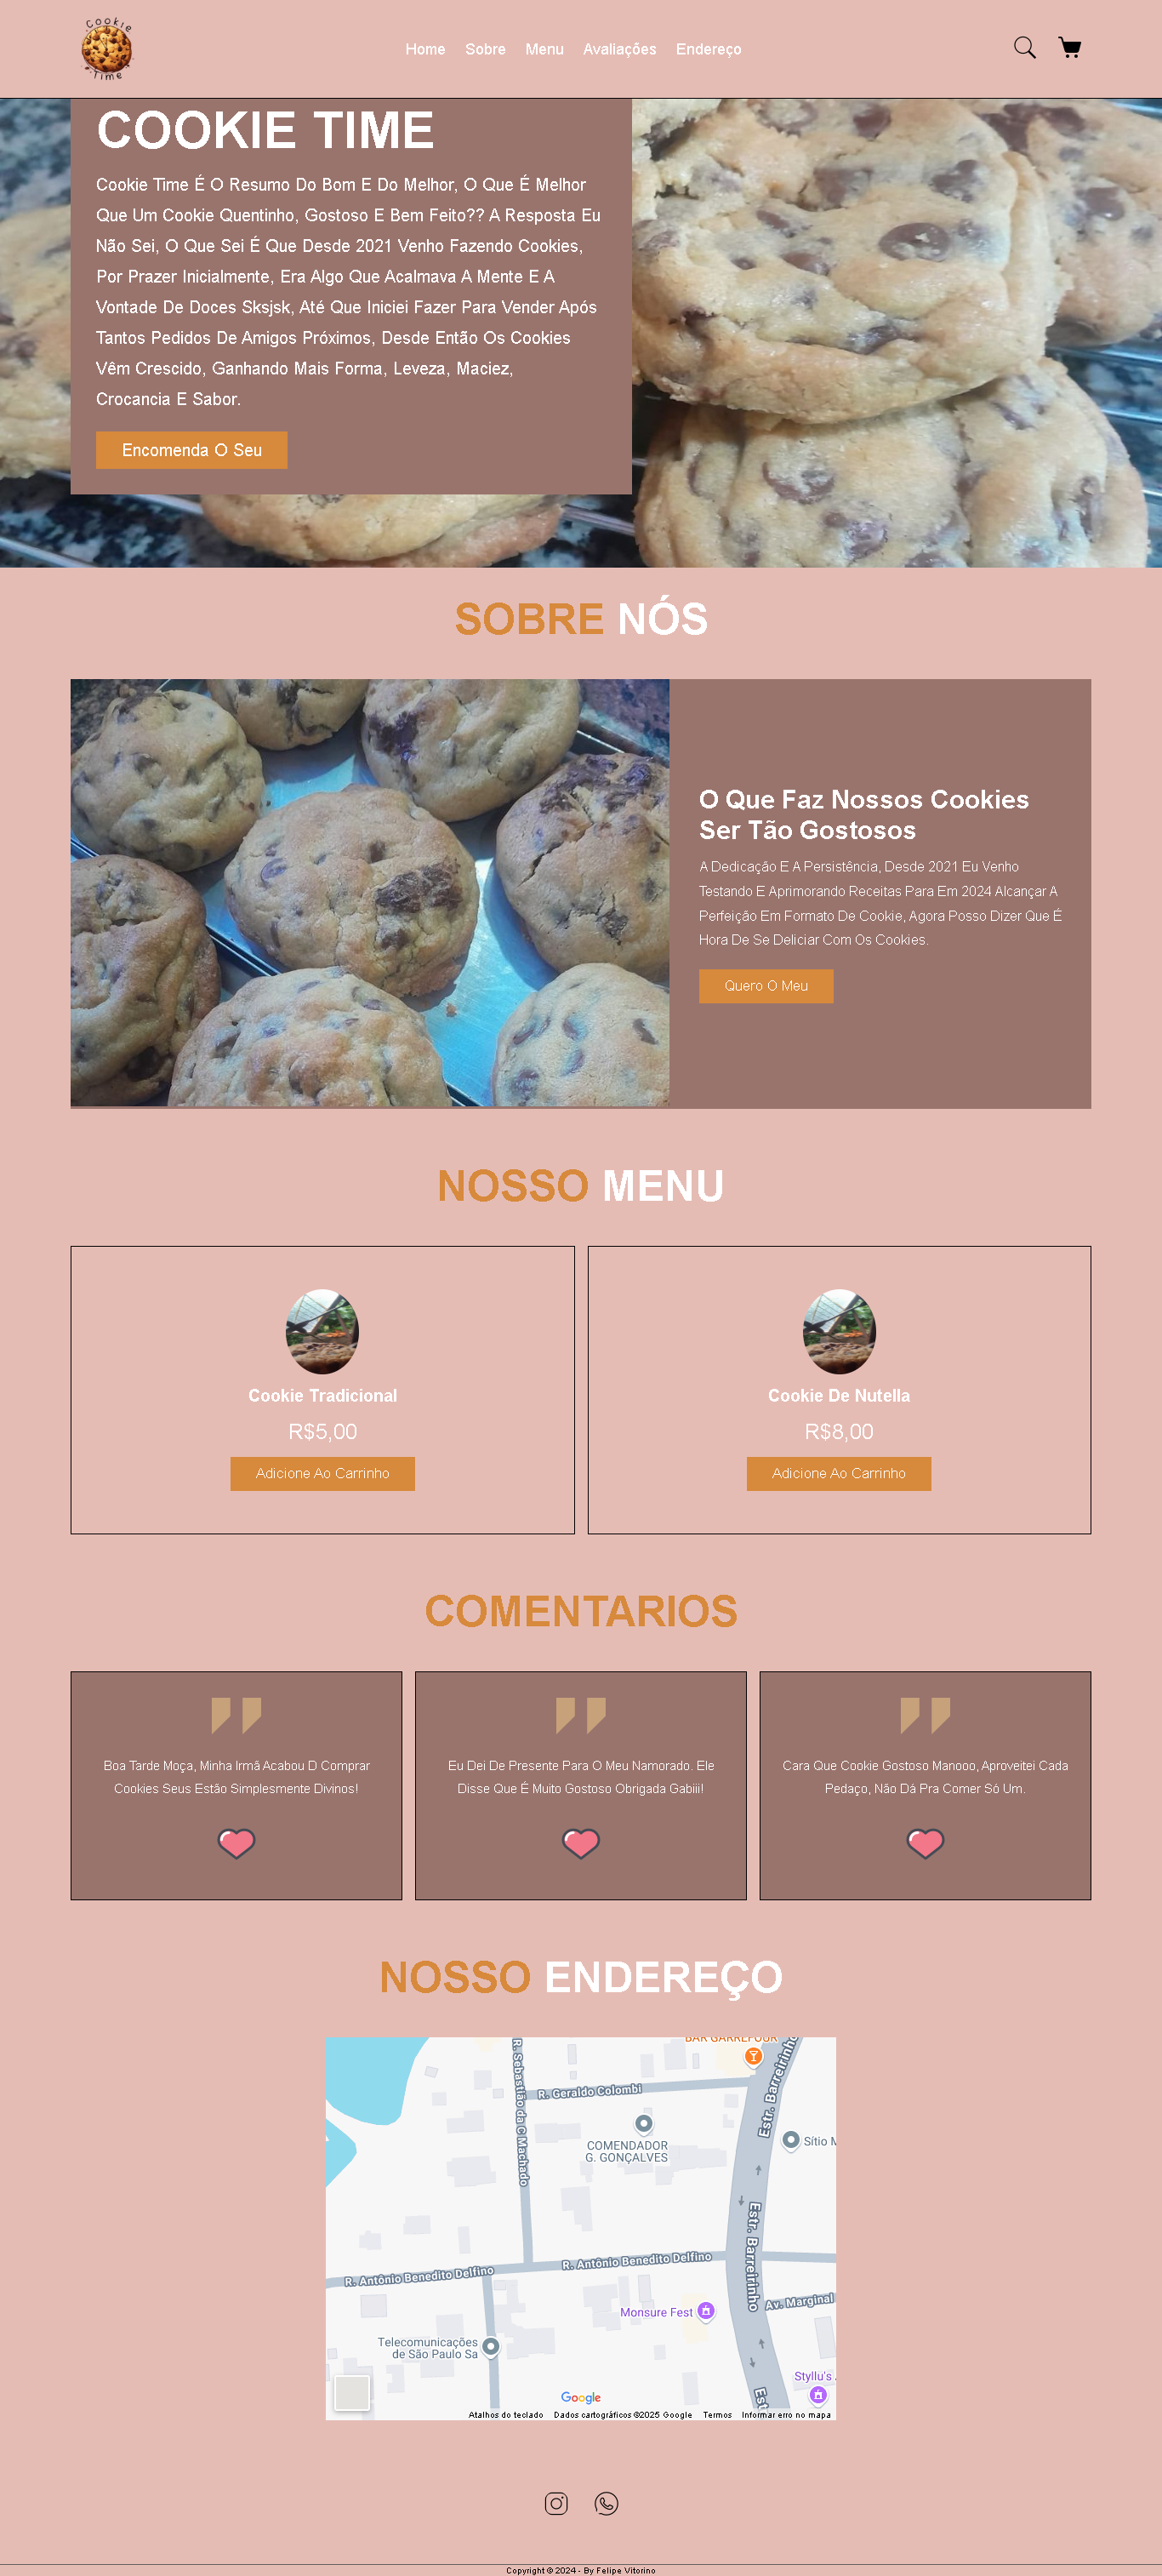 Cookie
Time
Home Sobre Menu Avaliações Endereço
COOKIE TIME
Cookie Time É O Resumo Do Bom E Do Melhor, O Que É Melhor
Que Um Cookie Quentinho, Gostoso E Bem Feito?? A Resposta Eu
Não Sei, O Que Sei É Que Desde 2021 Venho Fazendo Cookies,
Por Prazer Inicialmente, Era Algo Que Acalmava A Mente E A
Vontade De Doces Sksjsk, Até Que Iniciei Fazer Para Vender Após
Tantos Pedidos De Amigos Próximos, Desde Então Os Cookies
Vêm Crescido, Ganhando Mais Forma, Leveza, Maciez,
Crocancia E Sabor.
Encomenda O Seu
SOBRE NÓS
O Que Faz Nossos Cookies
Ser Tão Gostosos
A Dedicação E A Persistência, Desde 2021 Eu Venho
Testando E Aprimorando Receitas Para Em 2024 Alcançar A
Perfeição Em Formato De Cookie, Agora Posso Dizer Que É
Hora De Se Deliciar Com Os Cookies.
Quero O Meu
NOSSO MENU
Cookie Tradicional
R$5,00
Adicione Ao Carrinho
Cookie De Nutella
R$8,00
Adicione Ao Carrinho
COMENTARIOS
Boa Tarde Moça, Minha Irmã Acabou D Comprar
Cookies Seus Estão Simplesmente Divinos!
Eu Dei De Presente Para O Meu Namorado. Ele
Disse Que É Muito Gostoso Obrigada Gabiii!
Cara Que Cookie Gostoso Manooo, Aproveitei Cada
Pedaço, Não Dá Pra Comer Só Um.
NOSSO ENDEREÇO
BAR GARREFOUR
R. Sebastião da C Machado
R. Geraldo Colombi
Estr. Barreirinho
COMENDADOR
G. GONÇALVES
Sítio M
R. Antônio Benedito Delfino
R. Antônio Benedito Delfino
Estr. Barreirinho
Av. Marginal
Monsure Fest
Telecomunicações
de São Paulo Sa
Styllu's
Est
Google
Atalhos do teclado Dados cartográficos ©2025 Google Termos Informar erro no mapa
Copyright © 2024 - By Felipe Vitorino